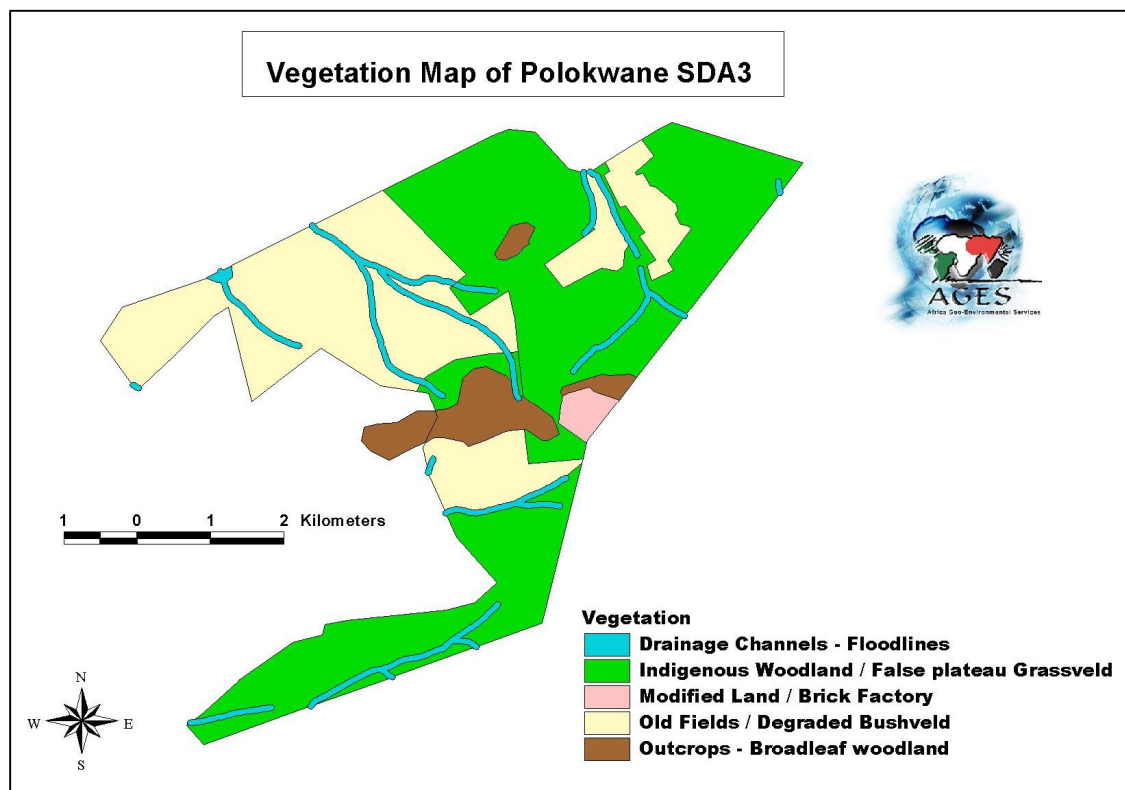 Vegetation Map of Polokwane SDA3
AGES
Africa Geo-Environmental Services
1 0 1 2 Kilometers
Vegetation
Drainage Channels - Floodlines
Indigenous Woodland / False plateau Grassveld
Modified Land / Brick Factory
Old Fields / Degraded Bushveld
Outcrops - Broadleaf woodland
N
W E
S